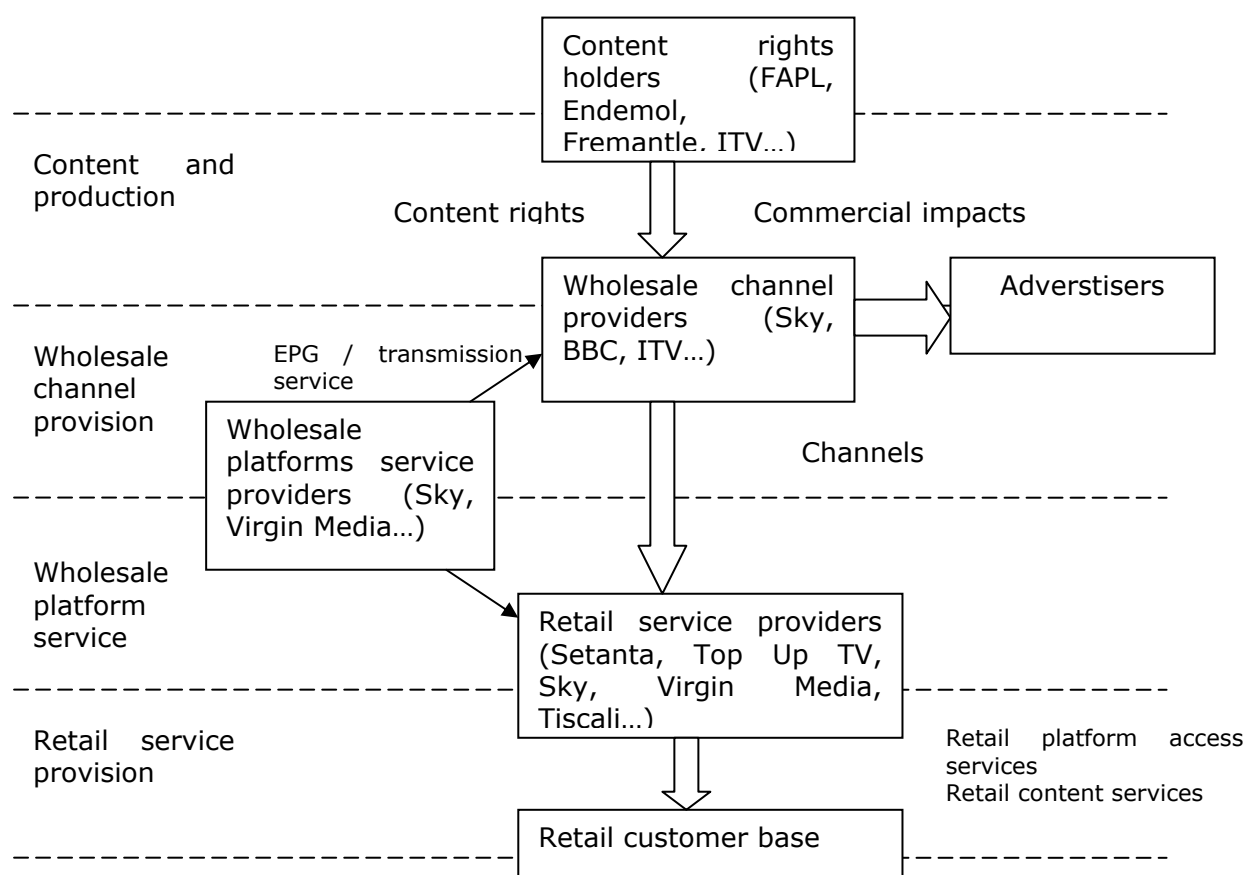 Content rights
holders (FAPL,
Endemol,
Fremantle, ITV…)
Content and
production
Content rights
Commercial impacts
Wholesale channel
providers (Sky,
BBC, ITV…)
Adverstisers
Wholesale
channel
provision
EPG / transmission
service
Wholesale
platforms service
providers (Sky,
Virgin Media…)
Channels
Wholesale
platform
service
Retail service providers
(Setanta, Top Up TV,
Sky, Virgin Media,
Tiscali…)
Retail service
provision
Retail platform access
services
Retail content services
Retail customer base